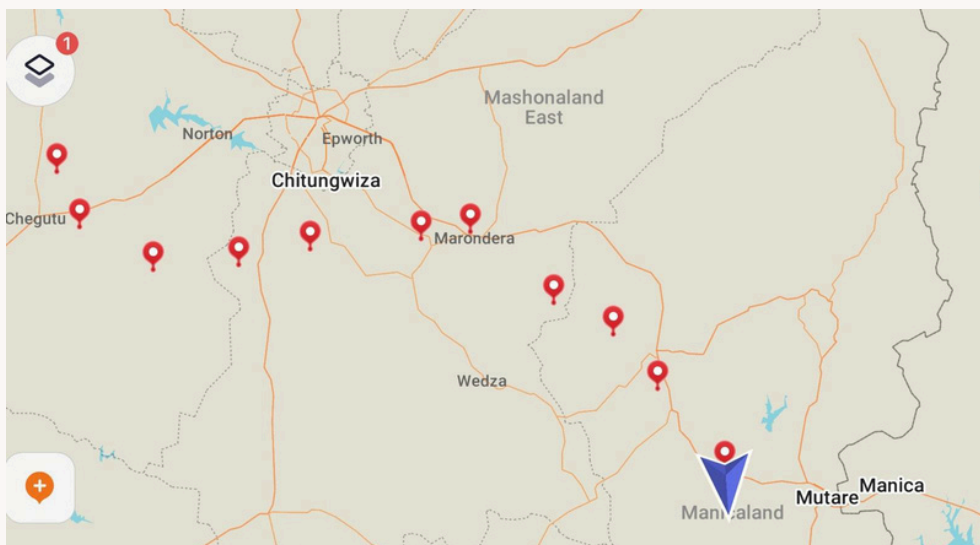 1
Mashonaland
East
Norton
Epworth
Chitungwiza
Chegutu
Marondera
Wedza
Manica
Mutare
Manicaland